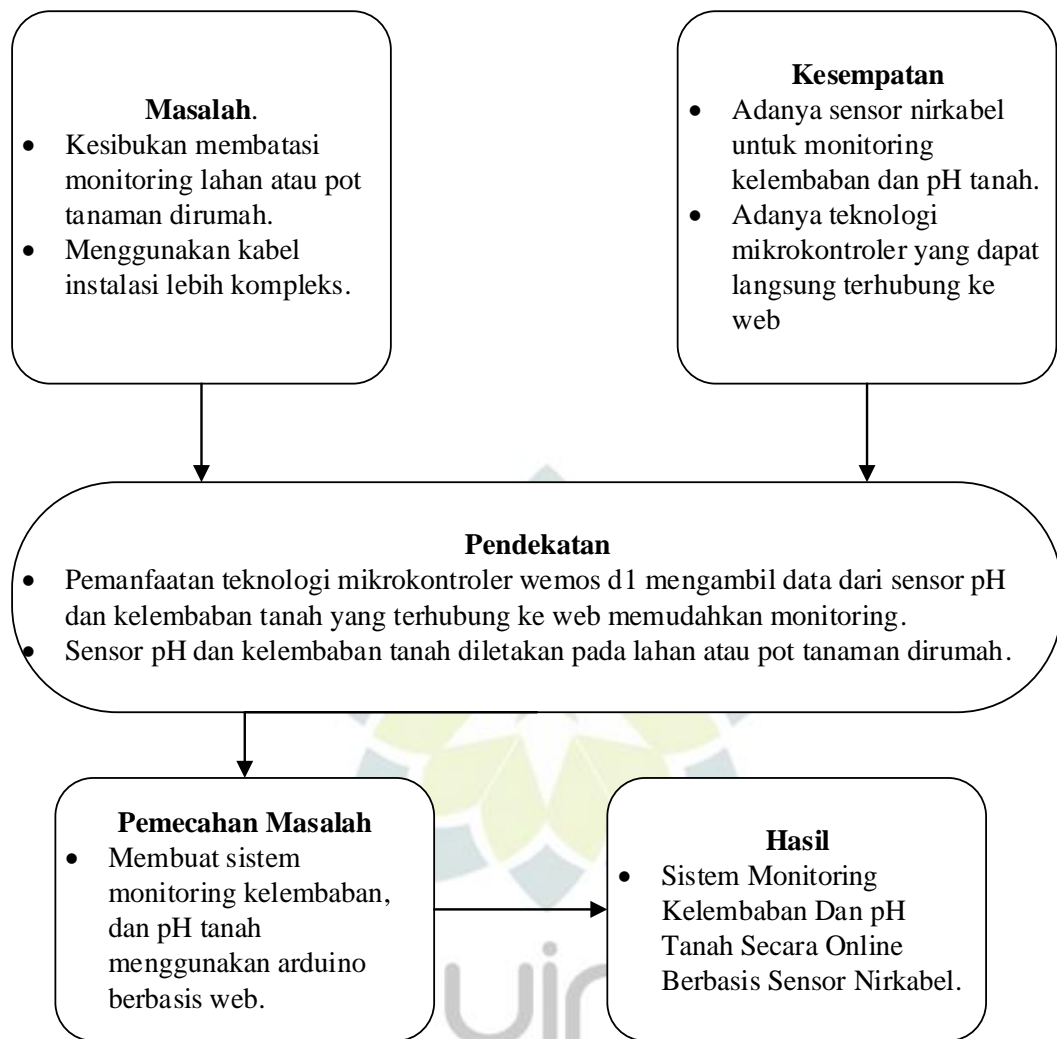 Masalah.
• Kesibukan membatasi
monitoring lahan atau pot
tanaman dirumah.
• Menggunakan kabel
instalasi lebih kompleks.
Kesempatan
• Adanya sensor nirkabel
untuk monitoring
kelembaban dan pH tanah.
• Adanya teknologi
mikrokontroler yang dapat
langsung terhubung ke
web
Pendekatan
• Pemanfaatan teknologi mikrokontroler wemos d1 mengambil data dari sensor pH
dan kelembaban tanah yang terhubung ke web memudahkan monitoring.
• Sensor pH dan kelembaban tanah diletakan pada lahan atau pot tanaman dirumah.
Pemecahan Masalah
• Membuat sistem
monitoring kelembaban,
dan pH tanah
menggunakan arduino
berbasis web.
Hasil
• Sistem Monitoring
Kelembaban Dan pH
Tanah Secara Online
Berbasis Sensor Nirkabel.
uin